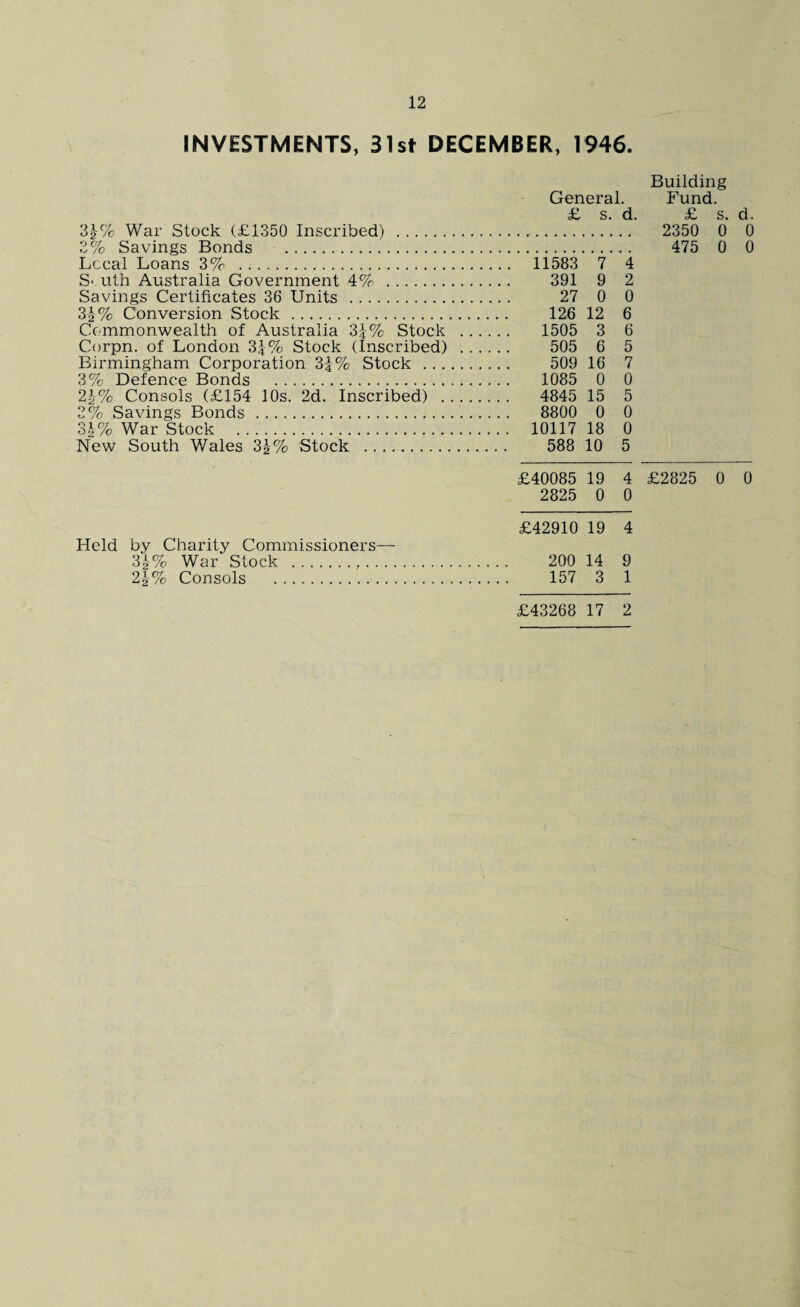 12
INVESTMENTS, 31st DECEMBER, 1946.
Building
General. Fund.
£ s. d. £ s. d.
3½% War Stock (£1350 Inscribed) .......... 2350 0 0
3% Savings Bonds .......... 475 0 0
Local Loans 3% .......... 11583 7 4
S. uth Australia Government 4% .......... 391 9 2
Savings Certificates 36 Units .......... 27 0 0
3½% Conversion Stock .......... 126 12 6
Commonwealth of Australia 3¼% Stock ...... 1505 3 6
Corpn. of London 3¼% Stock (Inscribed) ...... 505 6 5
Birmingham Corporation 3¼% Stock .......... 509 16 7
3% Defence Bonds .......... 1085 0 0
2½% Consols (£154 10s. 2d. Inscribed) ........ 4845 15 5
3% Savings Bonds .......... 8800 0 0
3½% War Stock .......... 10117 18 0
New South Wales 3½% Stock .......... 588 10 5
£40085 19 4 £2825 0 0
2825 0 0
£42910 19 4
Held by Charity Commissioners—
3½% War Stock .......... 200 14 9
2½% Consols .......... 157 3 1
£43268 17 2